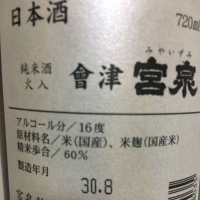 日本酒
720ml
みやいずみ
純米酒
火入
會津
宮泉
アルコール分／16度
原材料名／米(国産)、米麹(国産米)
精米歩合／60%
製造年月
30.8
宮泉